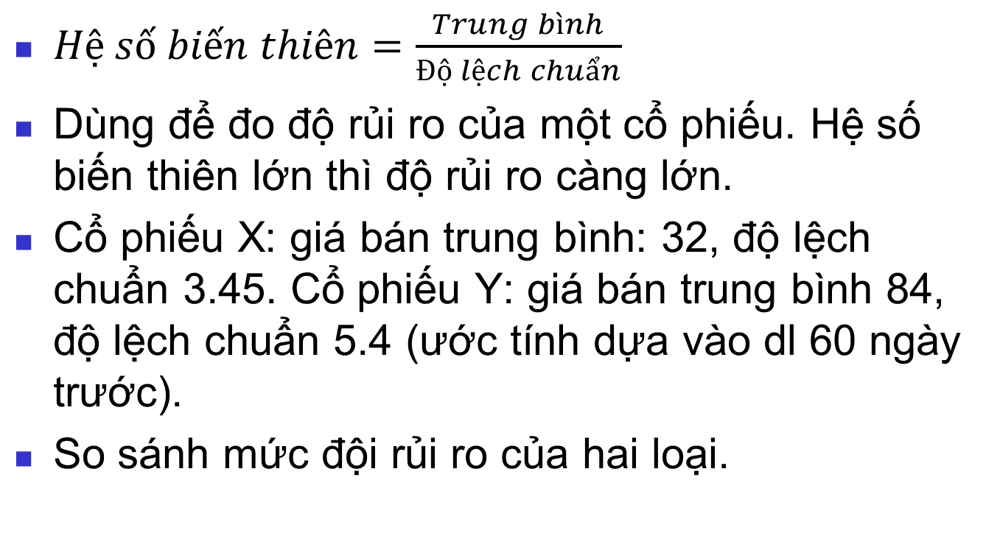 Hệ số biến thiên = Trung bình / Độ lệch chuẩn
Dùng để đo độ rủi ro của một cổ phiếu. Hệ số
biến thiên lớn thì độ rủi ro càng lớn.
Cổ phiếu X: giá bán trung bình: 32, độ lệch
chuẩn 3.45. Cổ phiếu Y: giá bán trung bình 84,
độ lệch chuẩn 5.4 (ước tính dựa vào dl 60 ngày
trước).
So sánh mức đội rủi ro của hai loại.